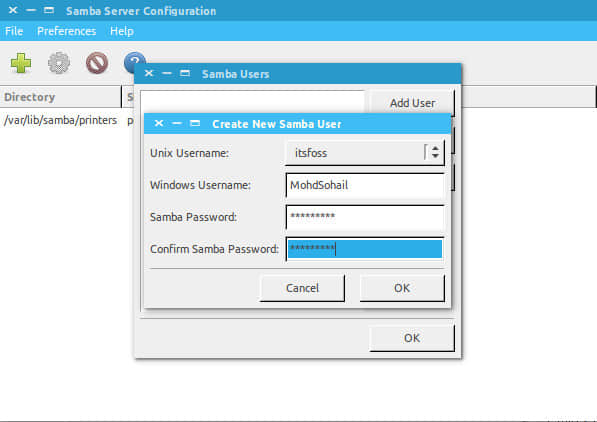 Samba Server Configuration
File Preferences Help
Samba Users
Directory
Add User
/var/lib/samba/printers
Create New Samba User
Unix Username: itsfoss
Windows Username: MohdSohail
Samba Password: *********
Confirm Samba Password: *********
Cancel OK
OK